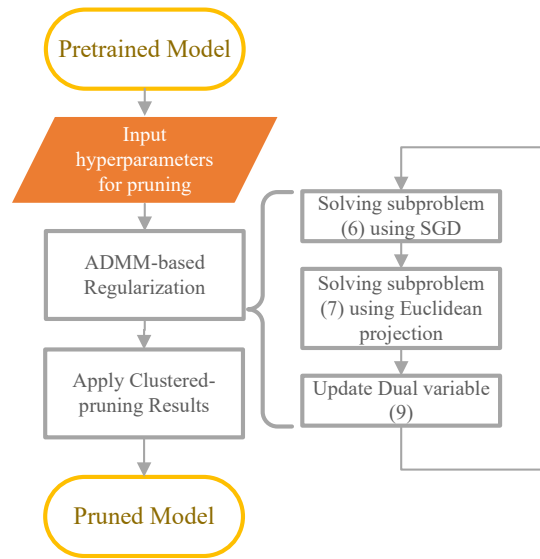 Pretrained Model
Input
hyperparameters
for pruning
ADMM-based
Regularization
Apply Clustered-
pruning Results
Pruned Model
Solving subproblem
(6) using SGD
Solving subproblem
(7) using Euclidean
projection
Update Dual variable
(9)